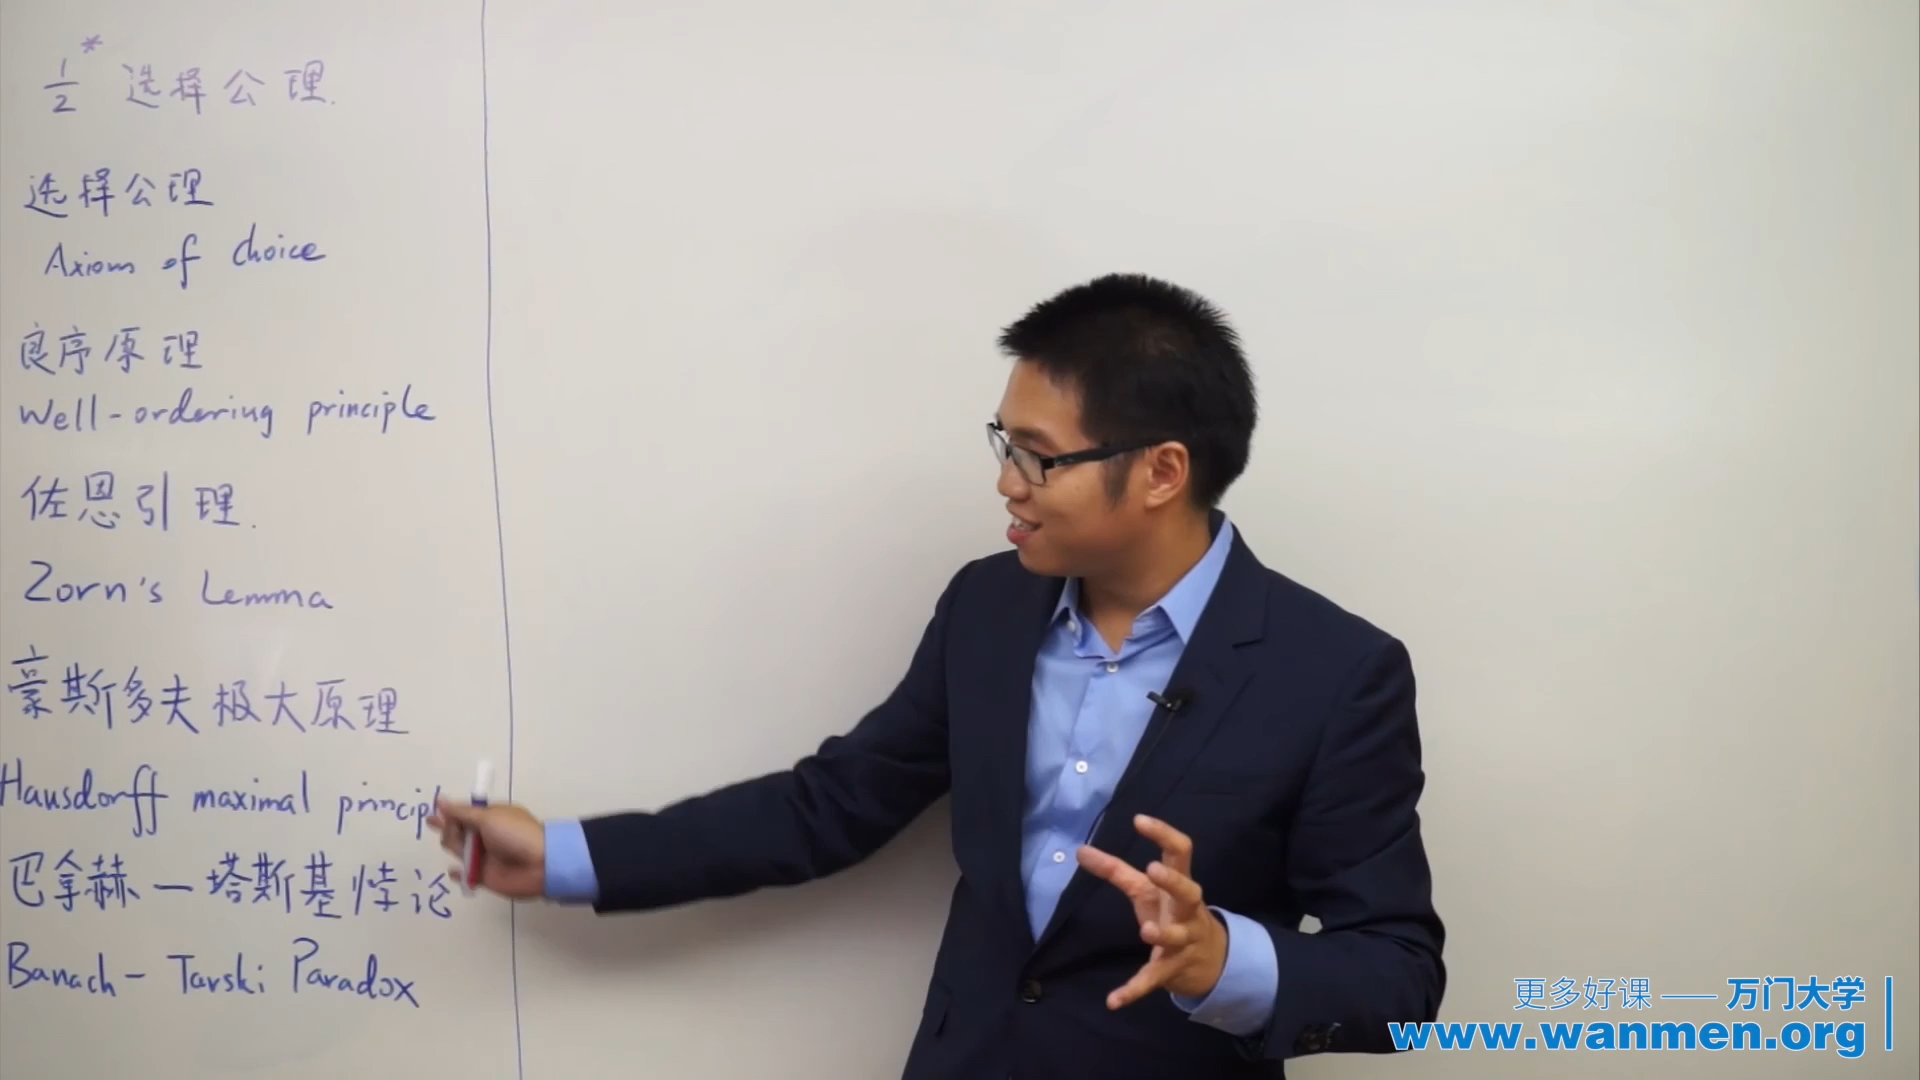 1/2* 选择公理.
选择公理
Axiom of choice
良序原理
Well-ordering principle
佐恩引理.
Zorn's Lemma
豪斯多夫极大原理
Hausdorff maximal principle
巴拿赫—塔斯基悖论
Banach-Tarski Paradox
更多好课 —— 万门大学
www.wanmen.org